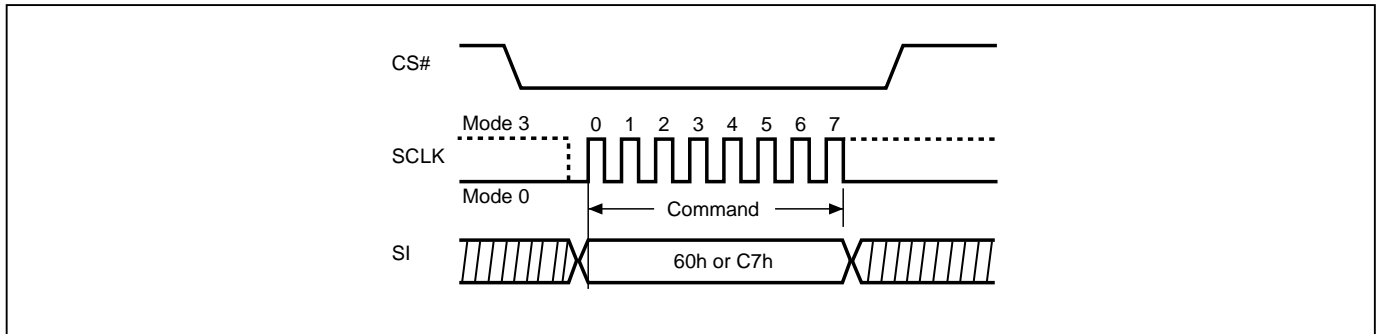 CS#
Mode 3
0 1 2 3 4 5 6 7
SCLK
Mode 0
Command
SI
60h or C7h